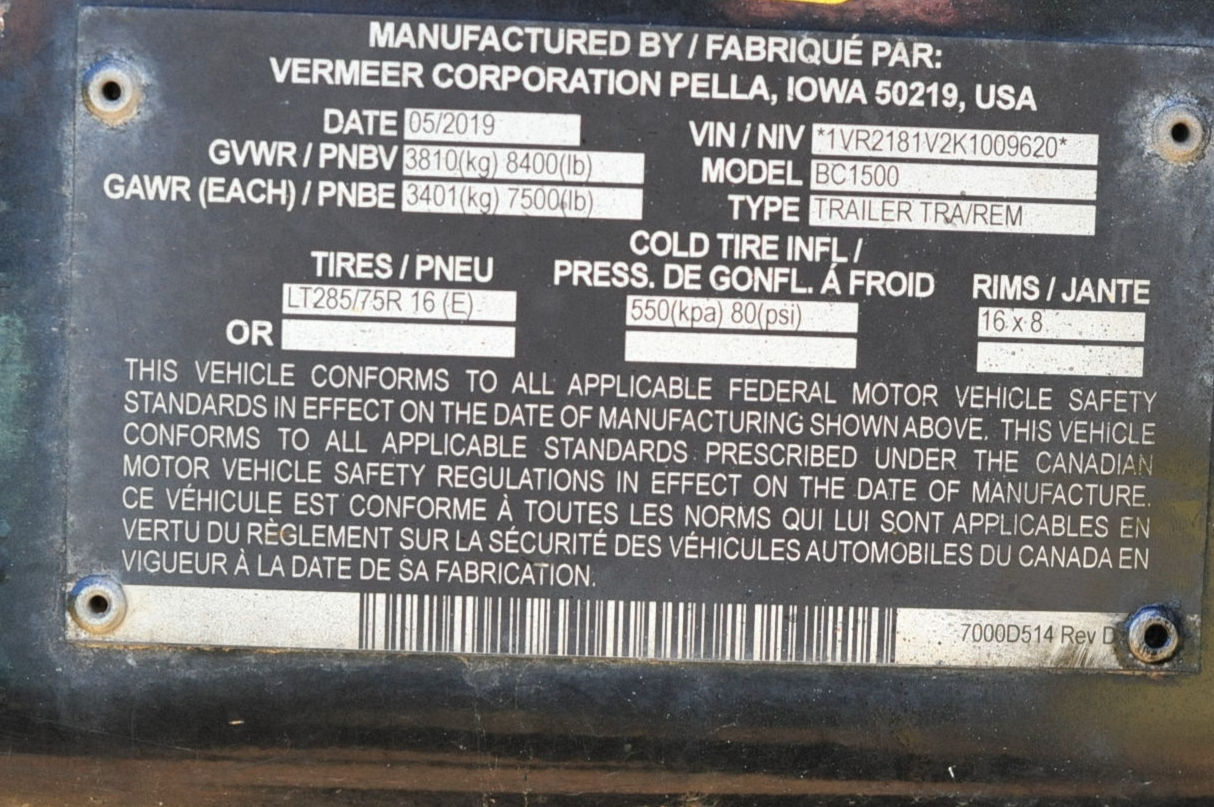 MANUFACTURED BY / FABRIQUÉ PAR:
VERMEER CORPORATION PELLA, IOWA 50219, USA
DATE 05/2019 VIN / NIV *1VR2181V2K1009620*
GVWR / PNBV 3810(kg) 8400(lb) MODEL BC1500
GAWR (EACH) / PNBE 3401(kg) 7500(lb) TYPE TRAILER TRA/REM
COLD TIRE INFL /
TIRES / PNEU PRESS. DE GONFL. Á FROID RIMS / JANTE
LT285/75R 16 (E) 550(kpa) 80(psi) 16 x 8
OR
THIS VEHICLE CONFORMS TO ALL APPLICABLE FEDERAL MOTOR VEHICLE SAFETY
STANDARDS IN EFFECT ON THE DATE OF MANUFACTURING SHOWN ABOVE. THIS VEHICLE
CONFORMS TO ALL APPLICABLE STANDARDS PRESCRIBED UNDER THE CANADIAN
MOTOR VEHICLE SAFETY REGULATIONS IN EFFECT ON THE DATE OF MANUFACTURE.
CE VÉHICULE EST CONFORME À TOUTES LES NORMS QUI LUI SONT APPLICABLES EN
VERTU DU RÈGLEMENT SUR LA SÉCURITÉ DES VÉHICULES AUTOMOBILES DU CANADA EN
VIGUEUR À LA DATE DE SA FABRICATION.
7000D514 Rev D